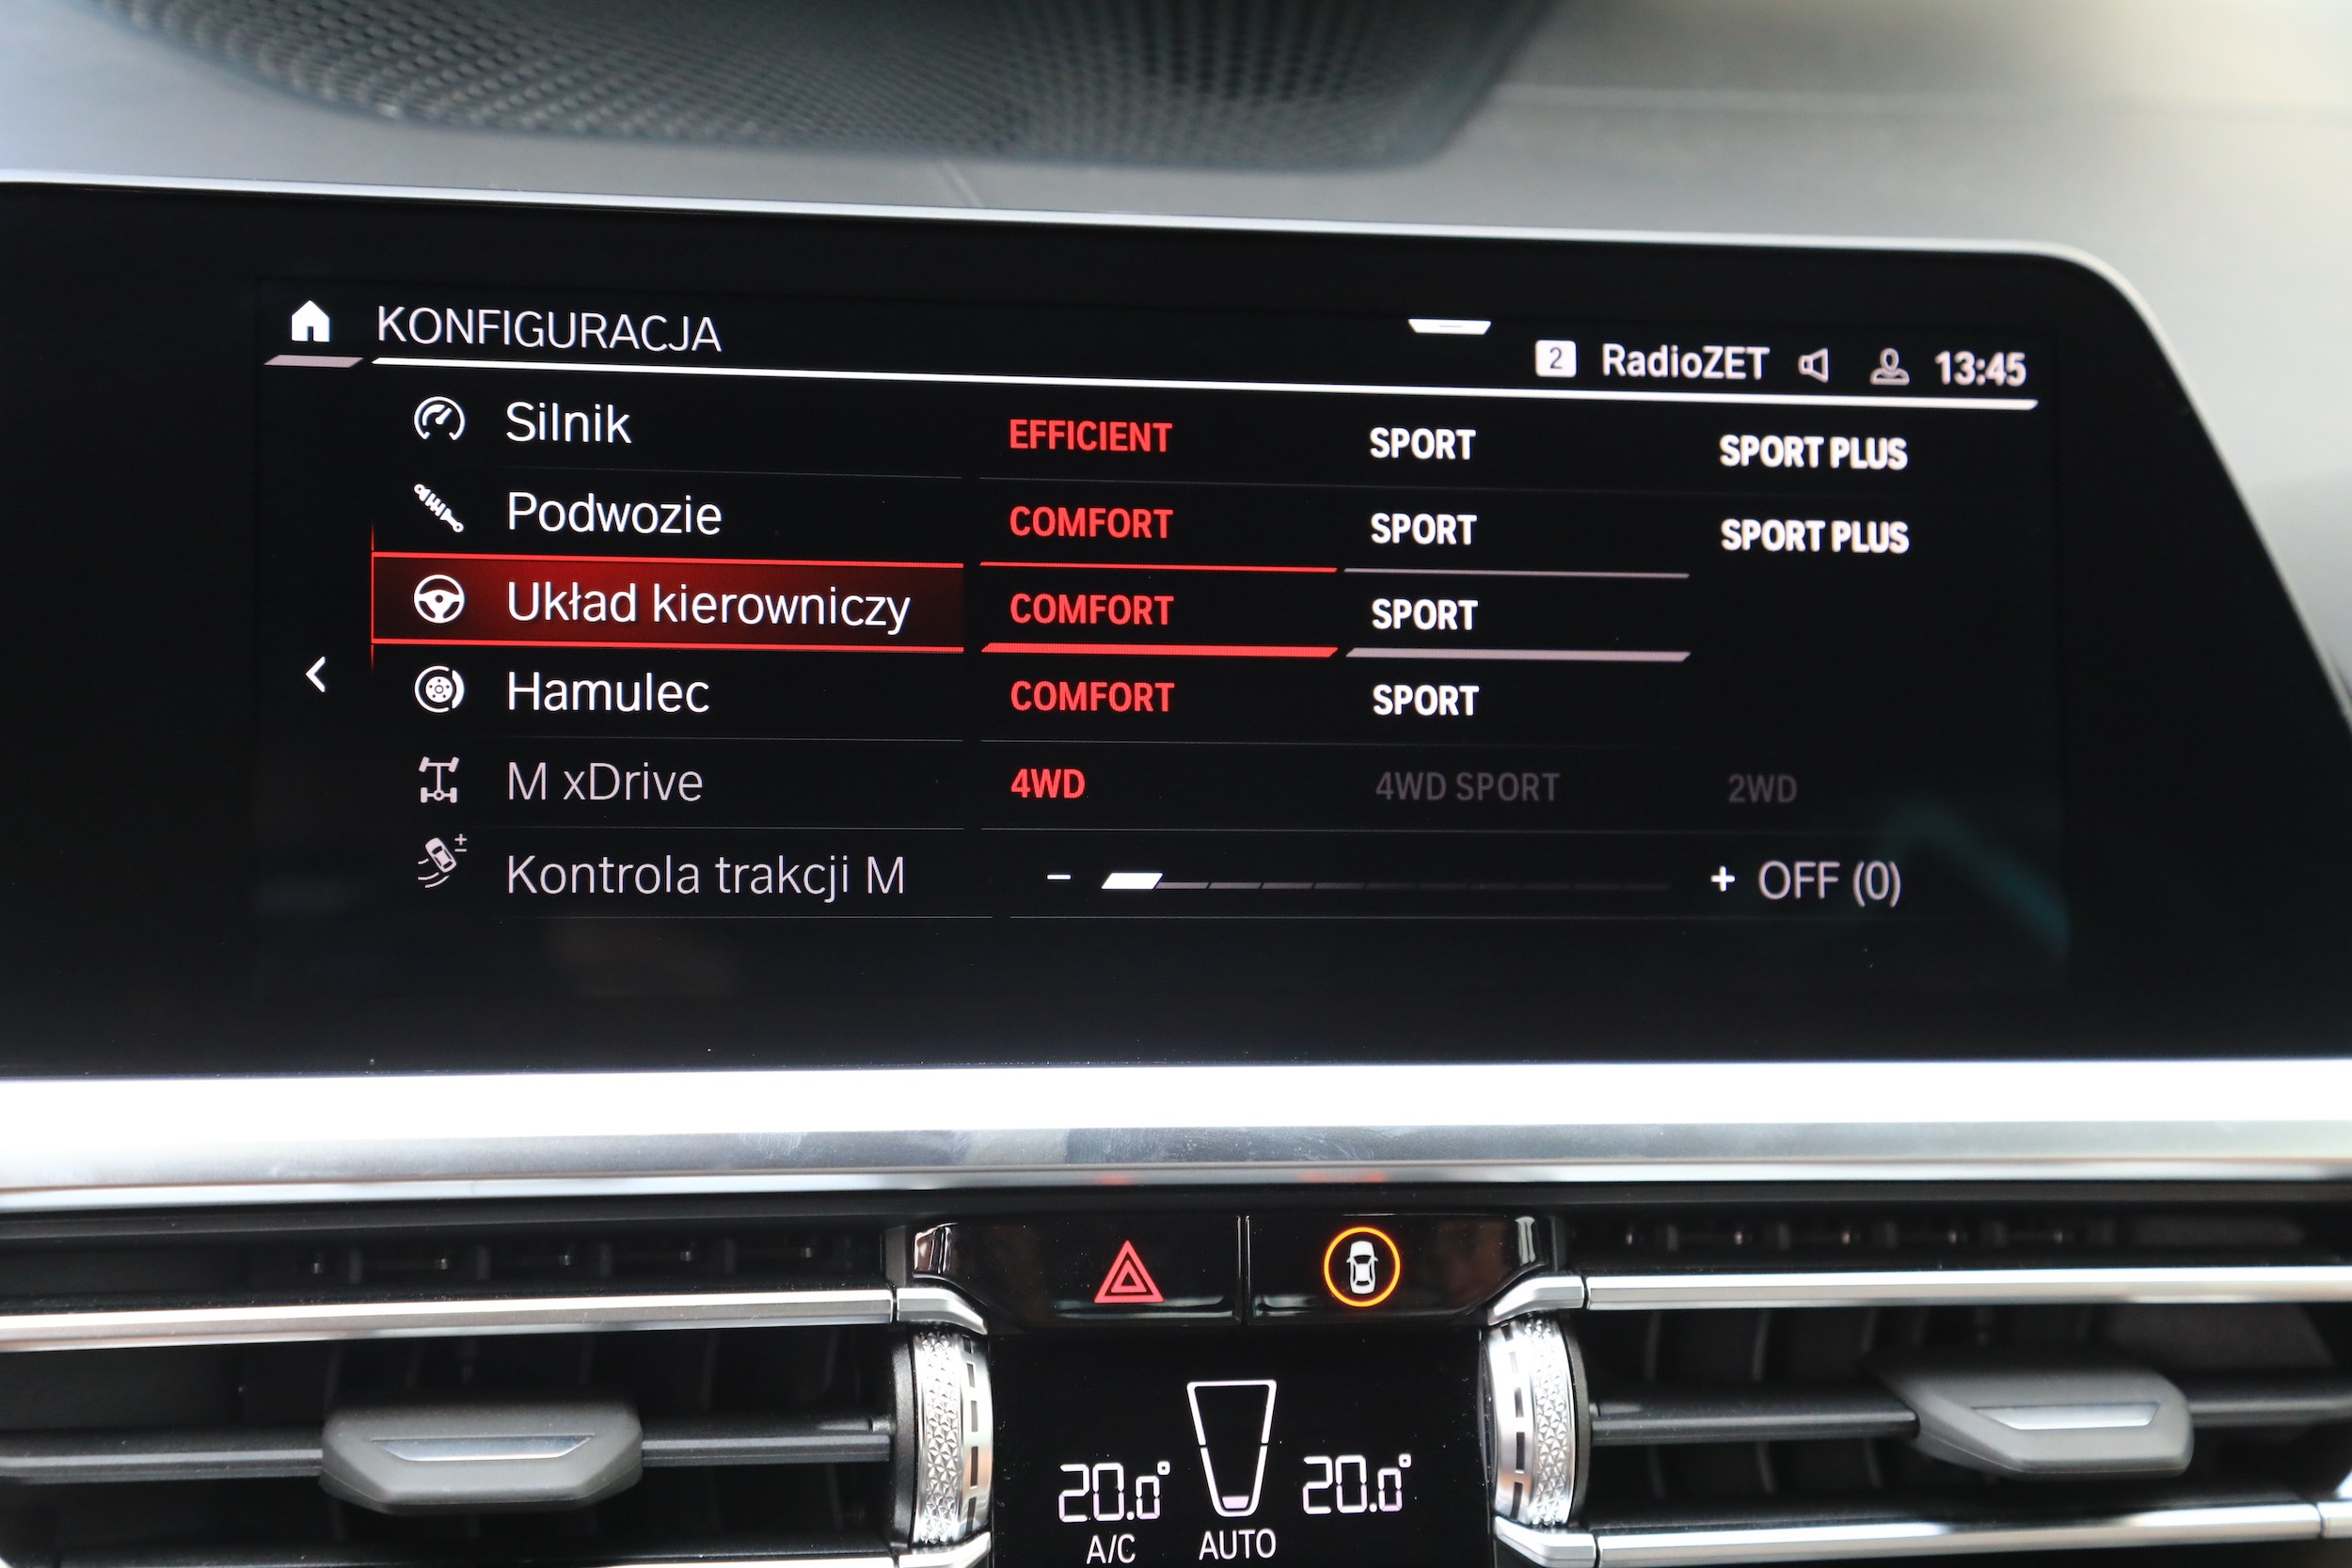 KONFIGURACJA
2 RadioZET 13:45
Silnik EFFICIENT SPORT SPORT PLUS
Podwozie COMFORT SPORT SPORT PLUS
Układ kierowniczy COMFORT SPORT
Hamulec COMFORT SPORT
M xDrive 4WD 4WD SPORT 2WD
Kontrola trakcji M - + OFF (0)
20.0° 20.0°
A/C AUTO